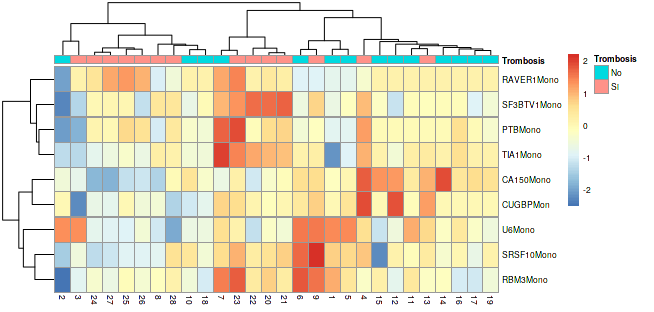 Trombosis
Trombosis
No
SI
2
1
0
-1
-2
RAVER1Mono
SF3BTV1Mono
PTBMono
TIA1Mono
CA150Mono
CUGBPMon
U6Mono
SRSF10Mono
RBM3Mono
2 3 24 27 25 26 8 28 10 18 7 23 22 20 21 6 9 1 5 4 15 12 11 13 14 16 17 19